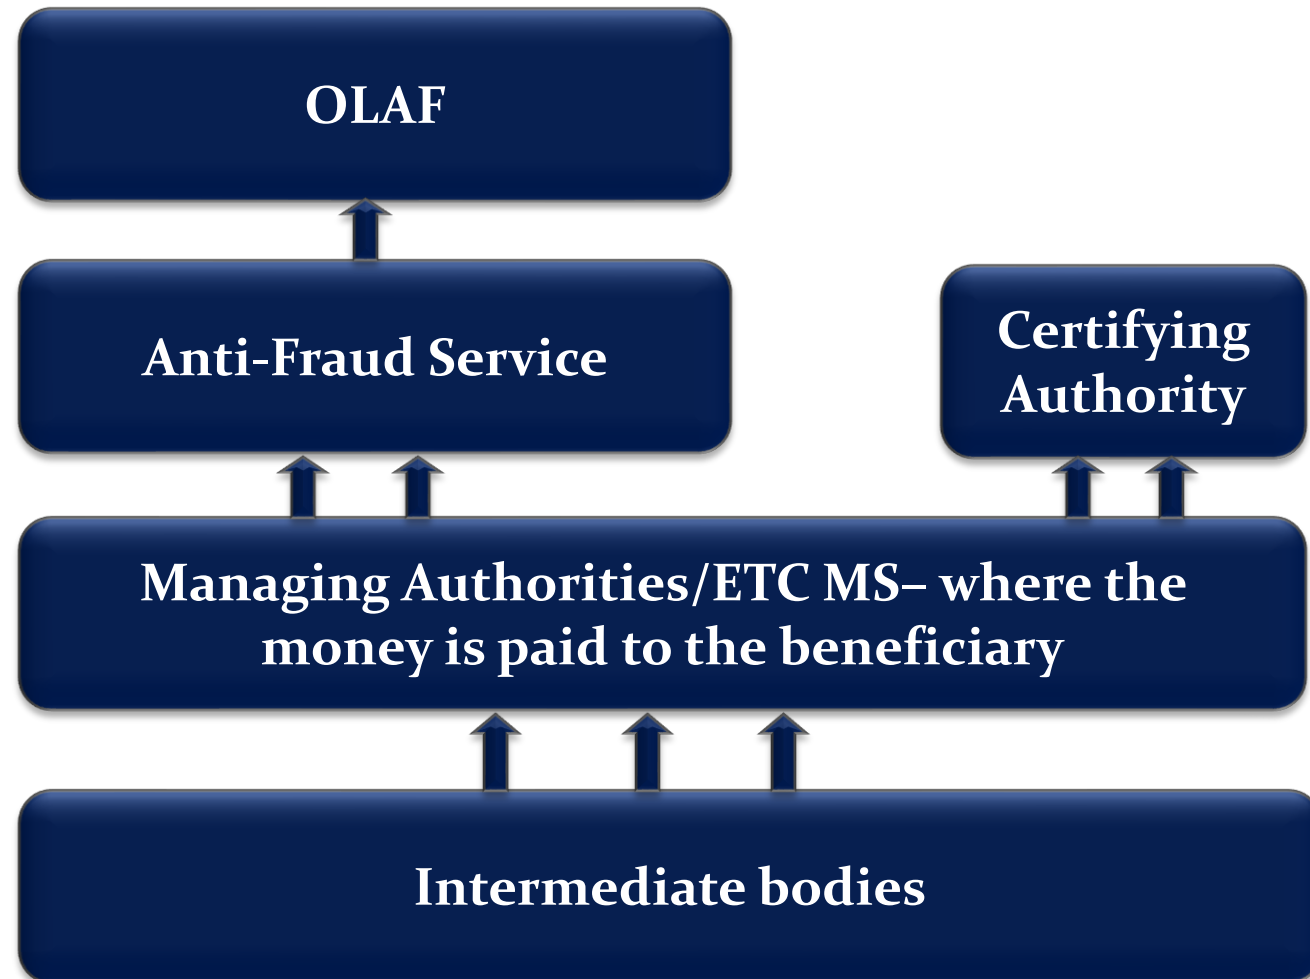 OLAF
Anti-Fraud Service
Certifying
Authority
Managing Authorities/ETC MS– where the
money is paid to the beneficiary
Intermediate bodies